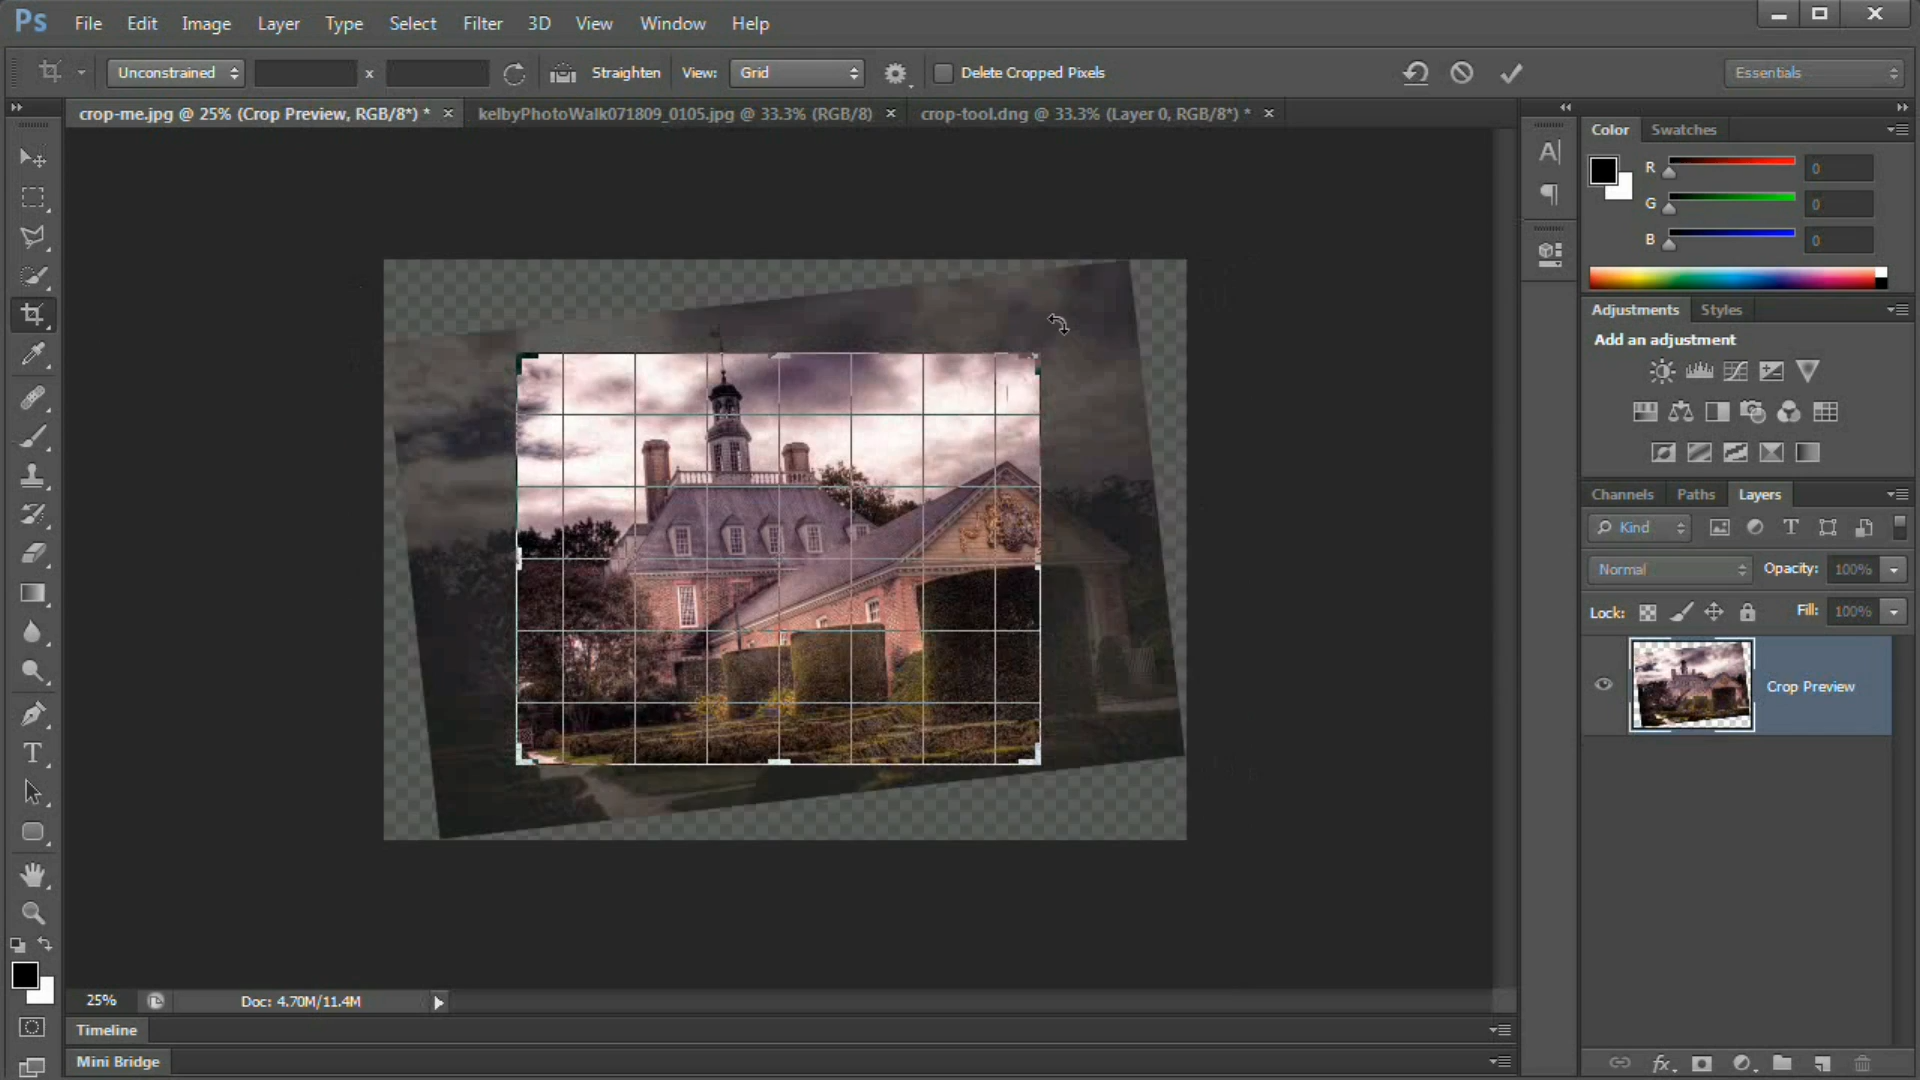 Ps File Edit Image Layer Type Select Filter 3D View Window Help
Unconstrained x Straighten View: Grid Delete Cropped Pixels Essentials
crop-me.jpg @ 25% (Crop Preview, RGB/8*) * kelbyPhotoWalk071809_0105.jpg @ 33.3% (RGB/8) crop-tool.dng @ 33.3% (Layer 0, RGB/8*) *
Color Swatches
R 0
G 0
B 0
Adjustments Styles
Add an adjustment
Channels Paths Layers
Kind
Normal Opacity: 100%
Lock: Fill: 100%
Crop Preview
25% Doc: 4.70M/11.4M
Timeline
Mini Bridge